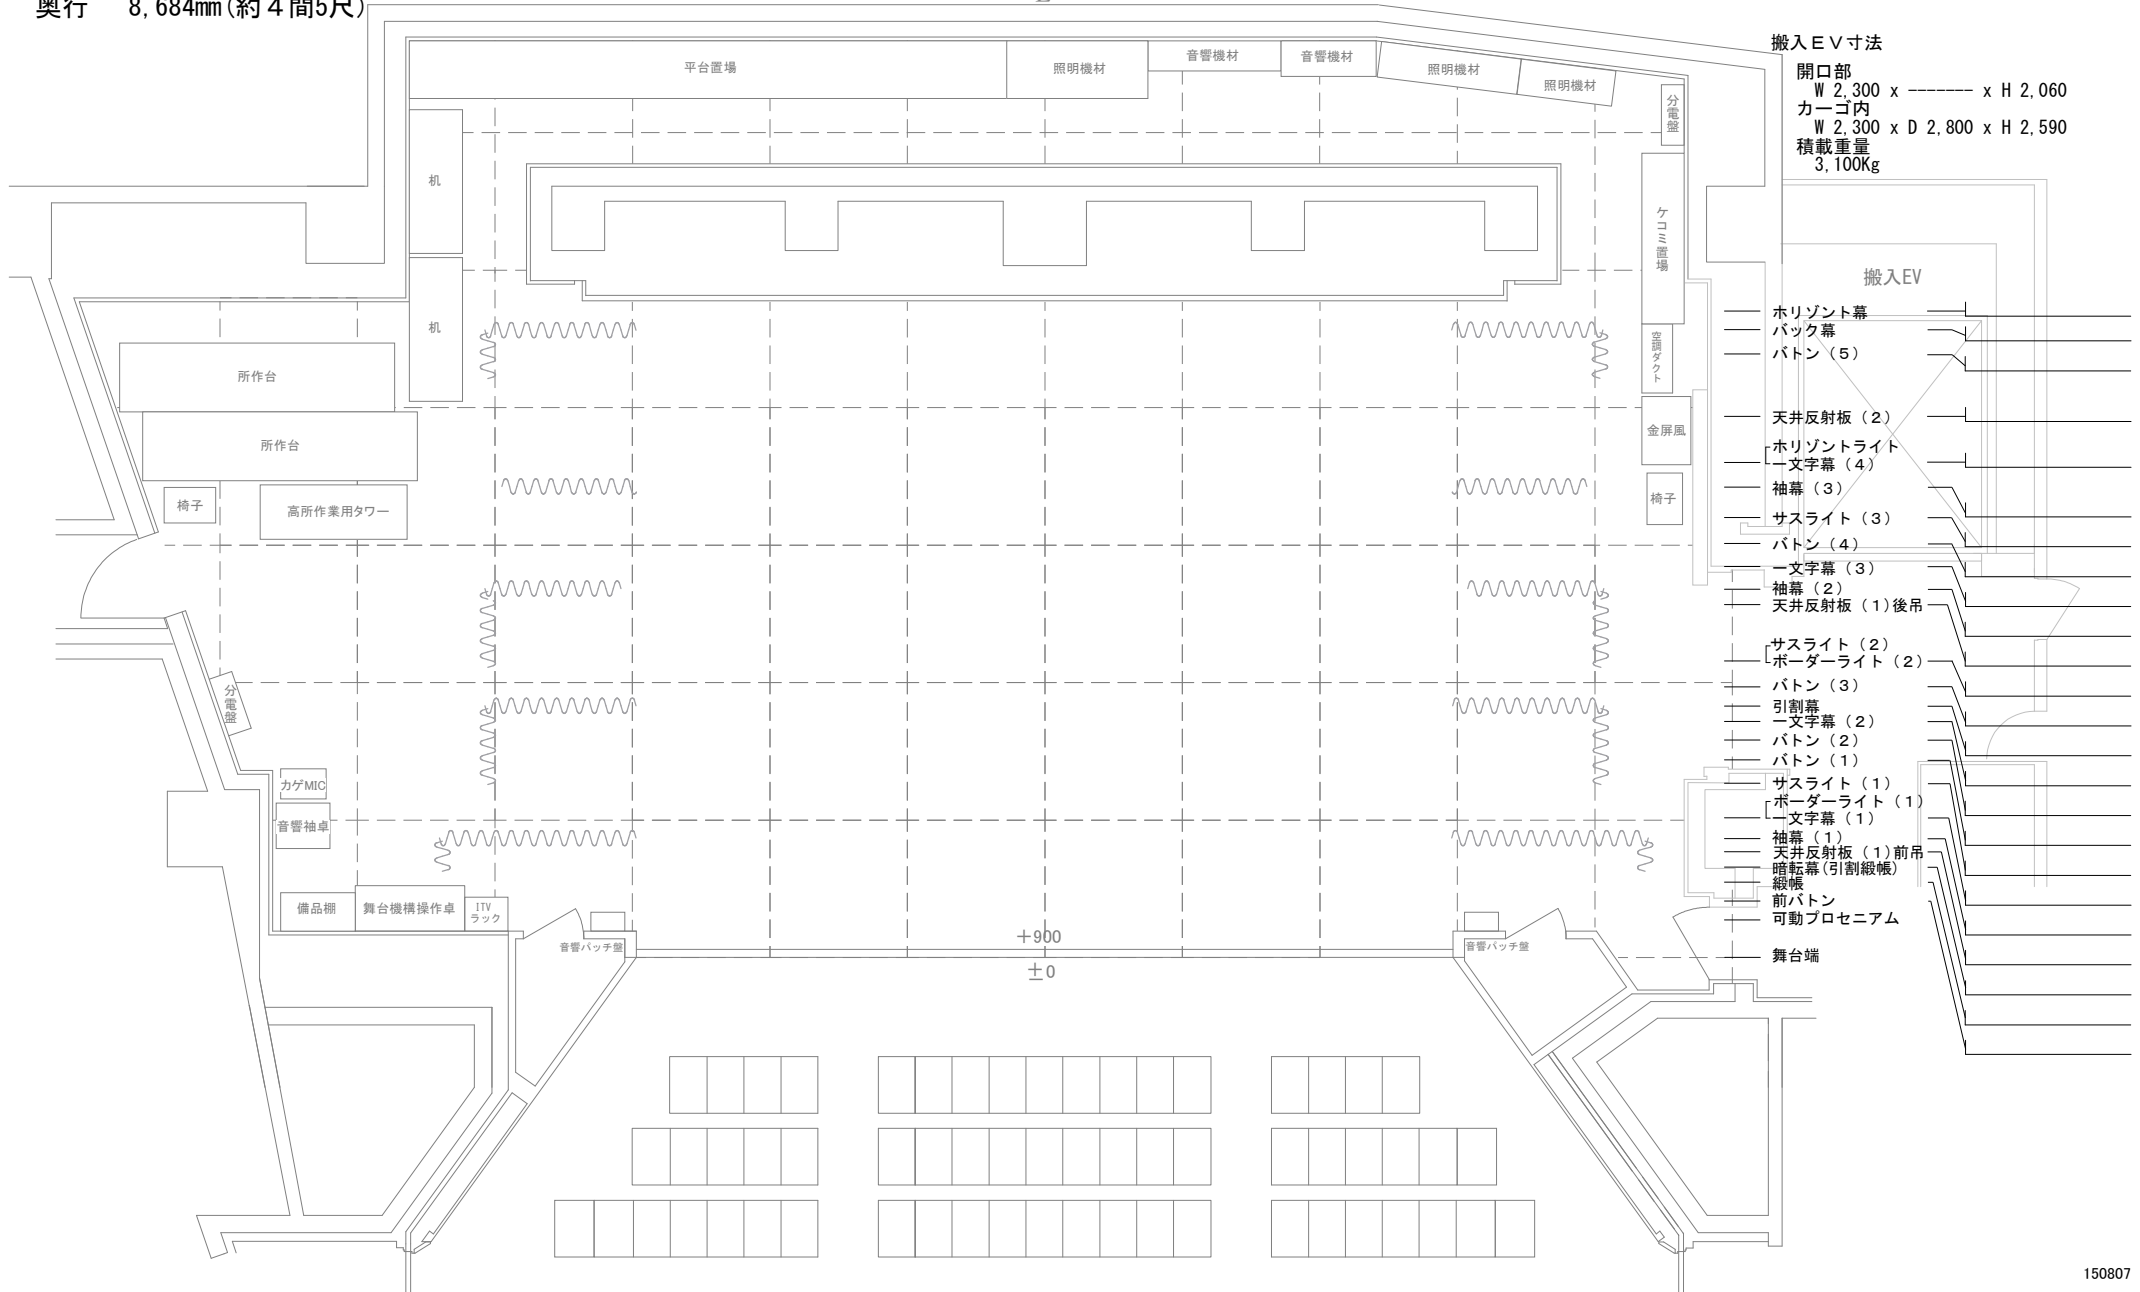 奥行　8,684mm(約４間5尺)
搬入ＥＶ寸法
開口部
W 2,300 x ------- x H 2,060
カーゴ内
W 2,300 x D 2,800 x H 2,590
積載重量
3,100Kg
平台置場
照明機材
音響機材
音響機材
照明機材
照明機材
分電盤
机
ケコミ置場
搬入EV
机
空調ダクト
所作台
所作台
金屏風
椅子
高所作業用タワー
椅子
分電盤
カゲMIC
音響袖卓
備品棚
舞台機構操作卓
ITV
ラック
音響パッチ盤
+900
±0
音響パッチ盤
ホリゾント幕
バック幕
バトン（５）
天井反射板（２）
ホリゾントライト
一文字幕（４）
袖幕（３）
サスライト（３）
バトン（４）
一文字幕（３）
袖幕（２）
天井反射板（１)後吊
サスライト（２）
ボーダーライト（２）
バトン（３）
引割幕
一文字幕（２）
バトン（２）
バトン（１）
サスライト（１）
ボーダーライト（１）
一文字幕（１）
袖幕（１）
天井反射板（１)前吊
暗転幕(引割緞帳)
緞帳
前バトン
可動プロセニアム
舞台端
150807